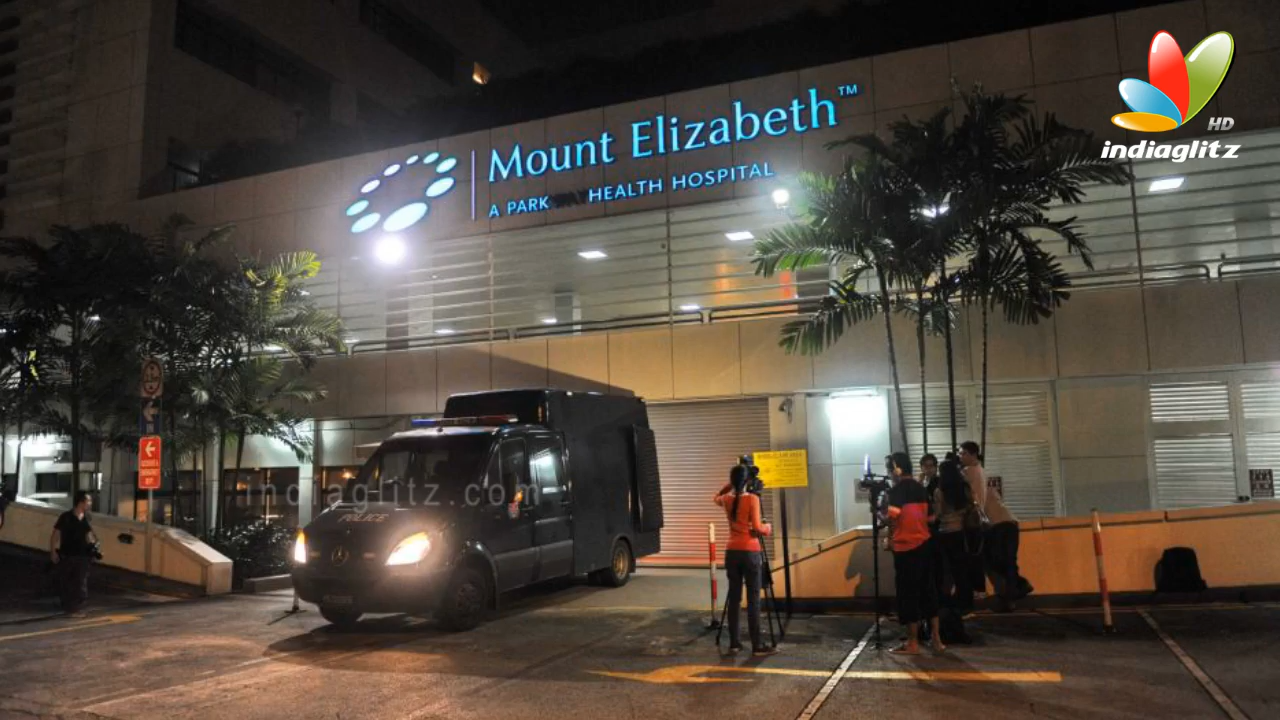 Mount Elizabeth™
A PARKWAY HEALTH HOSPITAL
HD
indiaglitz
indiaglitz.com
POLICE